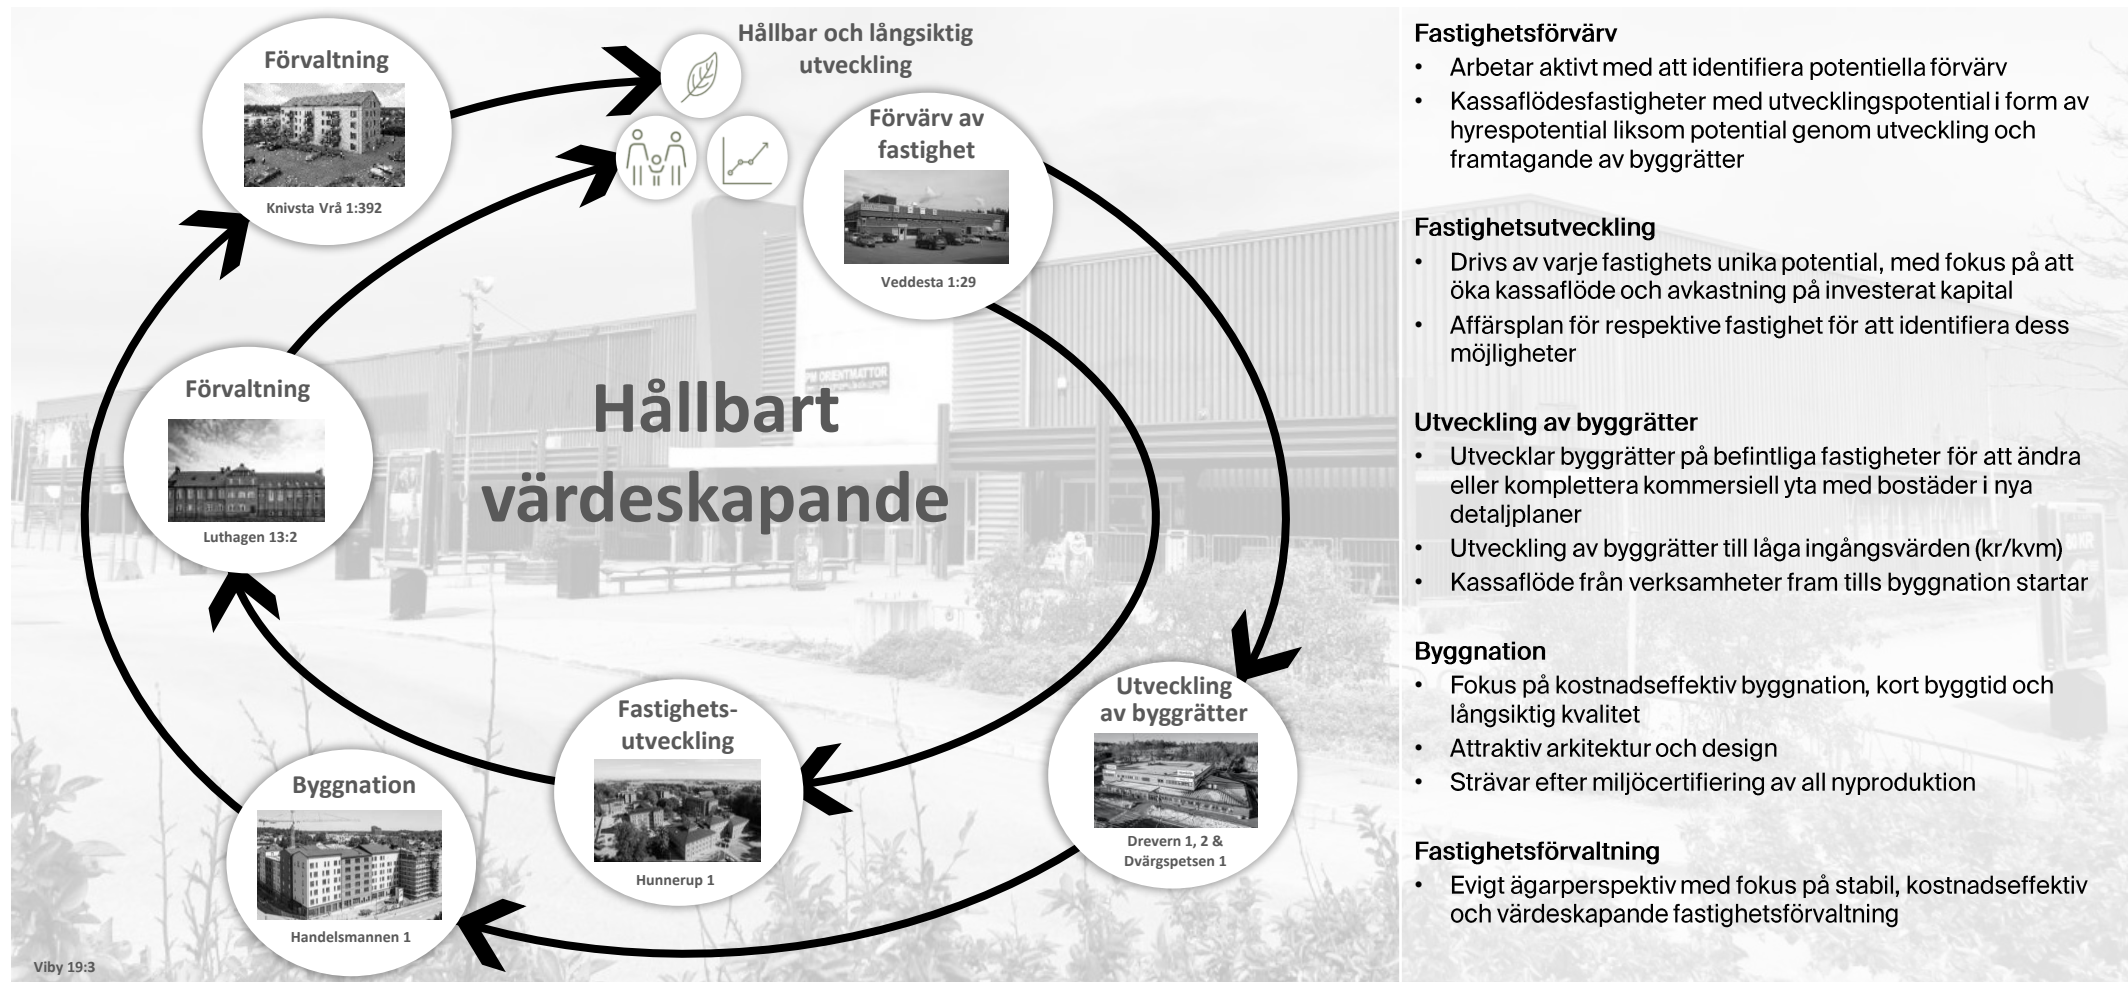 Förvaltning
Knivsta Vrå 1:392
Hållbar och långsiktig
utveckling
Förvärv av
fastighet
Veddesta 1:29
Förvaltning
Luthagen 13:2
PM ORIENTMATTOR
Hållbart
värdeskapande
Utveckling
av byggrätter
Drevern 1, 2 &
Dvärgspetsen 1
Fastighets-
utveckling
Hunnerup 1
Byggnation
Handelsmannen 1
Viby 19:3
Fastighetsförvärv
• Arbetar aktivt med att identifiera potentiella förvärv
• Kassaflödesfastigheter med utvecklingspotential i form av
hyrespotential liksom potential genom utveckling och
framtagande av byggrätter
Fastighetsutveckling
• Drivs av varje fastighets unika potential, med fokus på att
öka kassaflöde och avkastning på investerat kapital
• Affärsplan för respektive fastighet för att identifiera dess
möjligheter
Utveckling av byggrätter
• Utvecklar byggrätter på befintliga fastigheter för att ändra
eller komplettera kommersiell yta med bostäder i nya
detaljplaner
• Utveckling av byggrätter till låga ingångsvärden (kr/kvm)
• Kassaflöde från verksamheter fram tills byggnation startar
Byggnation
• Fokus på kostnadseffektiv byggnation, kort byggtid och
långsiktig kvalitet
• Attraktiv arkitektur och design
• Strävar efter miljöcertifiering av all nyproduktion
Fastighetsförvaltning
• Evigt ägarperspektiv med fokus på stabil, kostnadseffektiv
och värdeskapande fastighetsförvaltning